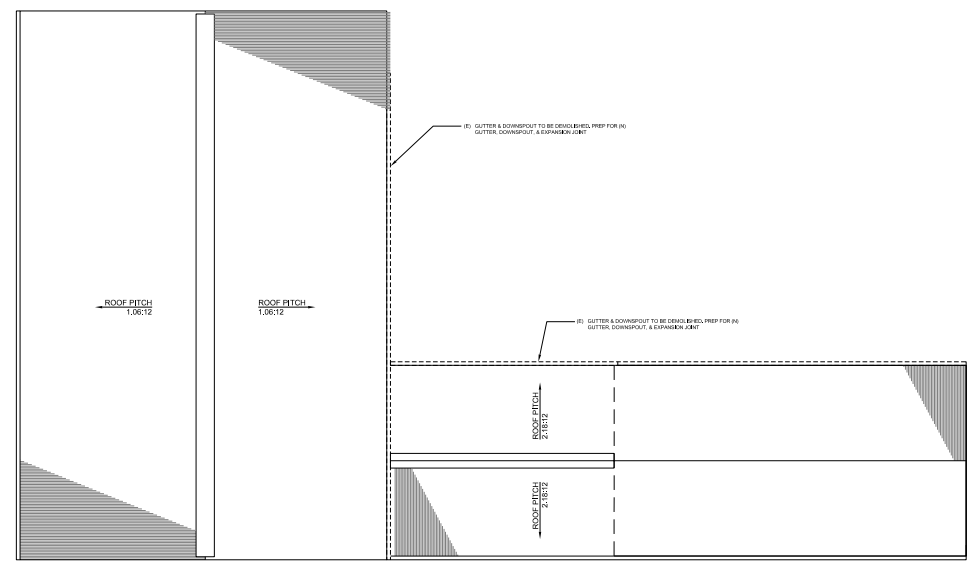 (E) GUTTER & DOWNSPOUT TO BE DEMOLISHED. PREP FOR (N)
GUTTER, DOWNSPOUT, & EXPANSION JOINT
ROOF PITCH
1.06:12
ROOF PITCH
1.06:12
(E) GUTTER & DOWNSPOUT TO BE DEMOLISHED. PREP FOR (N)
GUTTER, DOWNSPOUT, & EXPANSION JOINT
ROOF PITCH
2.18:12
ROOF PITCH
2.18:12